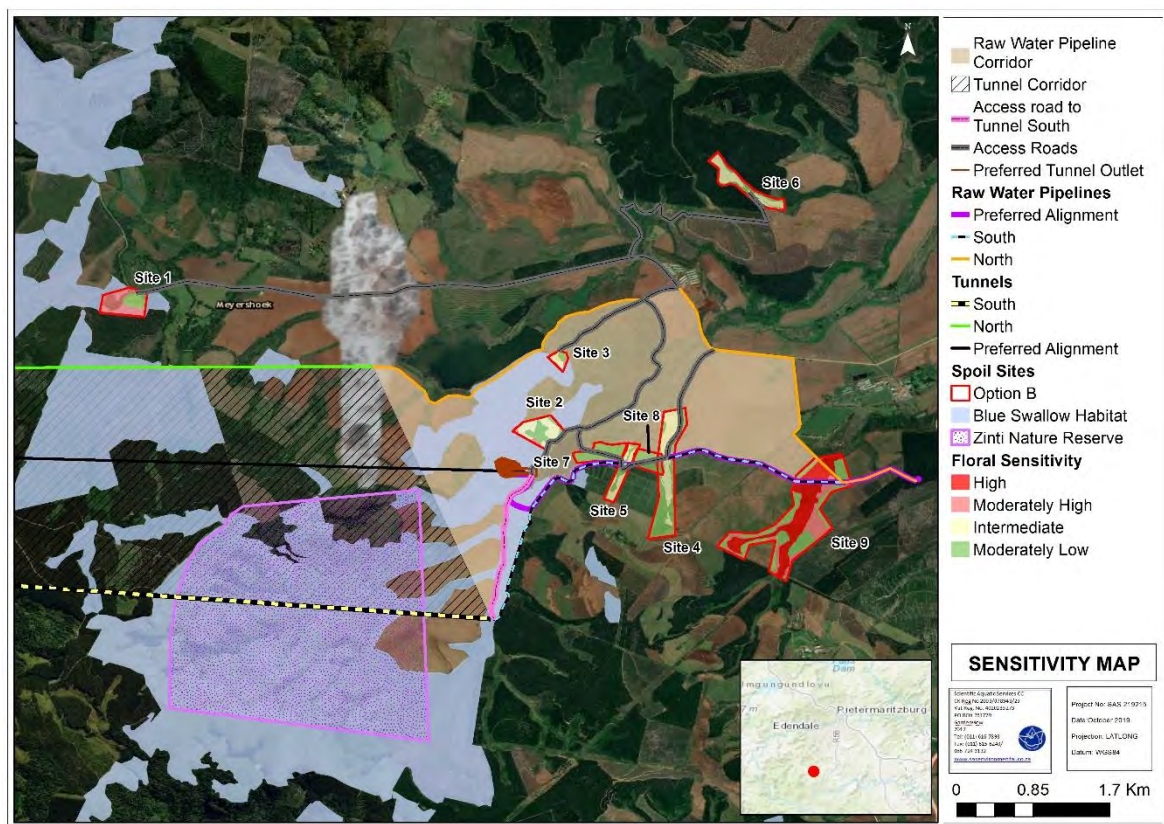 N
Site 6
Site 1
Meyershoek
Site 3
Site 2
Site 8
Site 7
Site 5
Site 4
Site 9
Raw Water Pipeline
Corridor
Tunnel Corridor
Access road to
Tunnel South
Access Roads
Preferred Tunnel Outlet
Raw Water Pipelines
Preferred Alignment
South
North
Tunnels
South
North
Preferred Alignment
Spoil Sites
Option B
Blue Swallow Habitat
Zinti Nature Reserve
Floral Sensitivity
High
Moderately High
Intermediate
Moderately Low
SENSITIVITY MAP
Scientific Aquatic Services CC
Project No: SAS 219215
Date: October 2019
Projection: LATLONG
Datum: WGS84
0 0.85 1.7 Km
Dam
Pietermaritzburg
Edendale